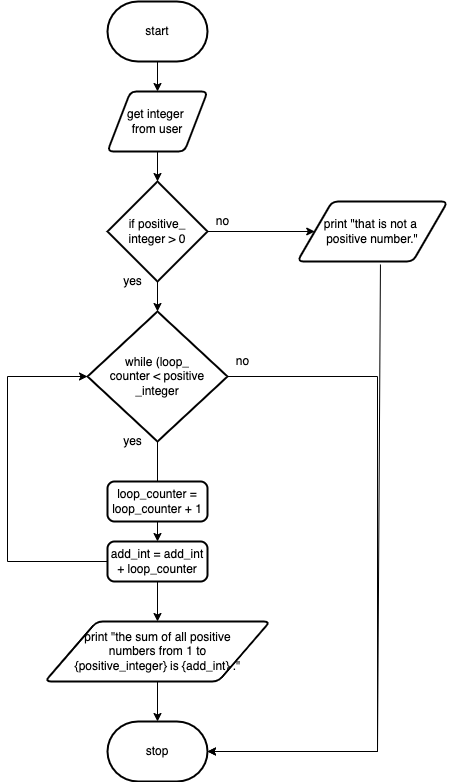 start
get integer
from user
if positive_
integer > 0
no
print "that is not a
positive number."
yes
while (loop_
counter < positive
_integer
no
yes
loop_counter =
loop_counter + 1
add_int = add_int
+ loop_counter
print "the sum of all positive
numbers from 1 to
{positive_integer} is {add_int}."
stop